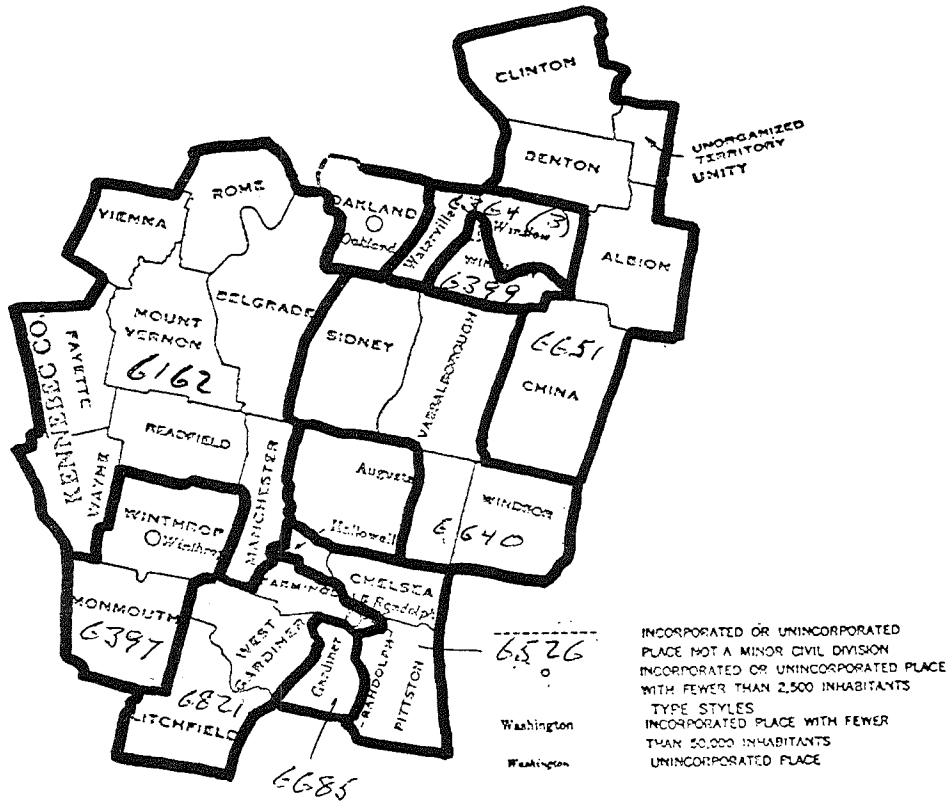 CLINTON
UNORGANIZED
TERRITORY
UNITY
BENTON
ROME
VIENNA
OAKLAND
Oakland
Waterville
64 (3)
Winslow
6399
ALBION
BELGRADE
MOUNT
VERNON
6162
SIDNEY
VASSALBOROUGH
6651
CHINA
KENNEBEC CO.
FAYETTE
READFIELD
WAYNE
MANCHESTER
Augusta
WINDSOR
WINTHROP
Winthrop
Hallowell
6640
CHELSEA
Randolph
MONMOUTH
6397
WEST
GARDINER
Gardiner
RANDOLPH
PITTSTON
6526
6821
LITCHFIELD
6685
INCORPORATED OR UNINCORPORATED
PLACE NOT A MINOR CIVIL DIVISION
INCORPORATED OR UNINCORPORATED PLACE
WITH FEWER THAN 2,500 INHABITANTS
TYPE STYLES
Washington INCORPORATED PLACE WITH FEWER
THAN 50,000 INHABITANTS
Washington UNINCORPORATED PLACE